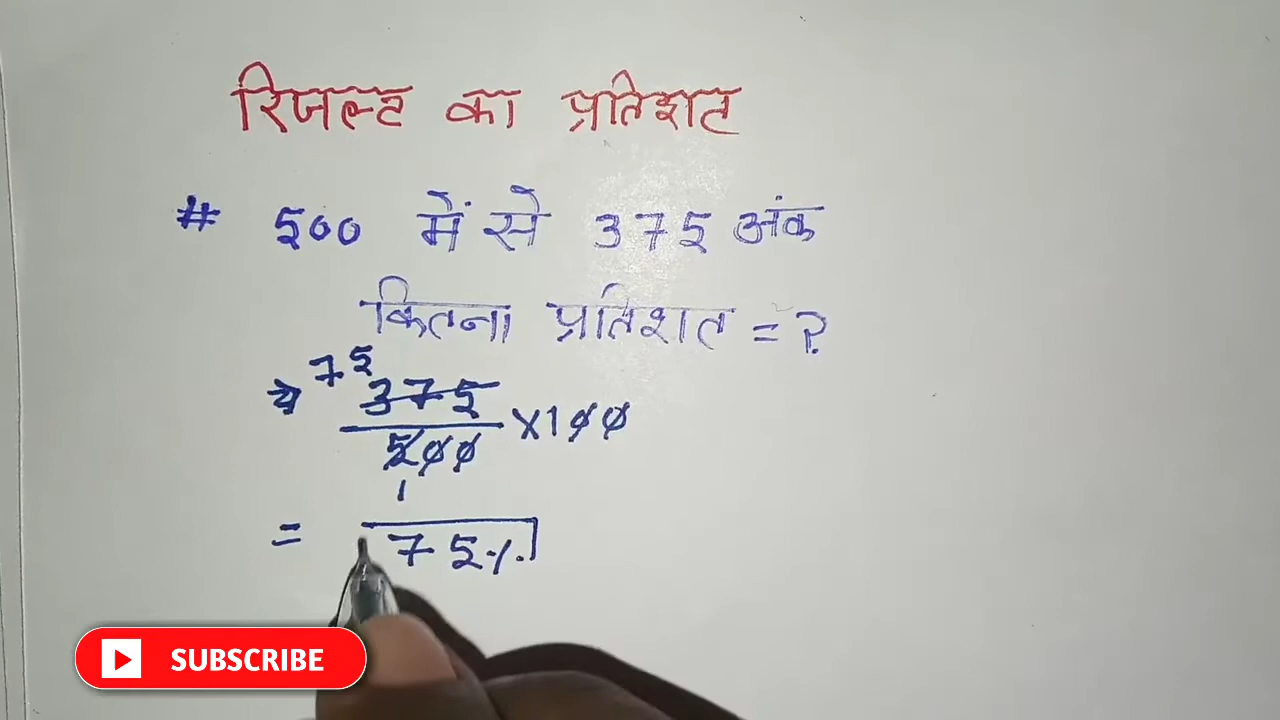 रिजल्ट का प्रतिशत
# 500 में से 375 अंक
कितना प्रतिशत = ?
75
→ 375
500
×100
1
= 75%
SUBSCRIBE